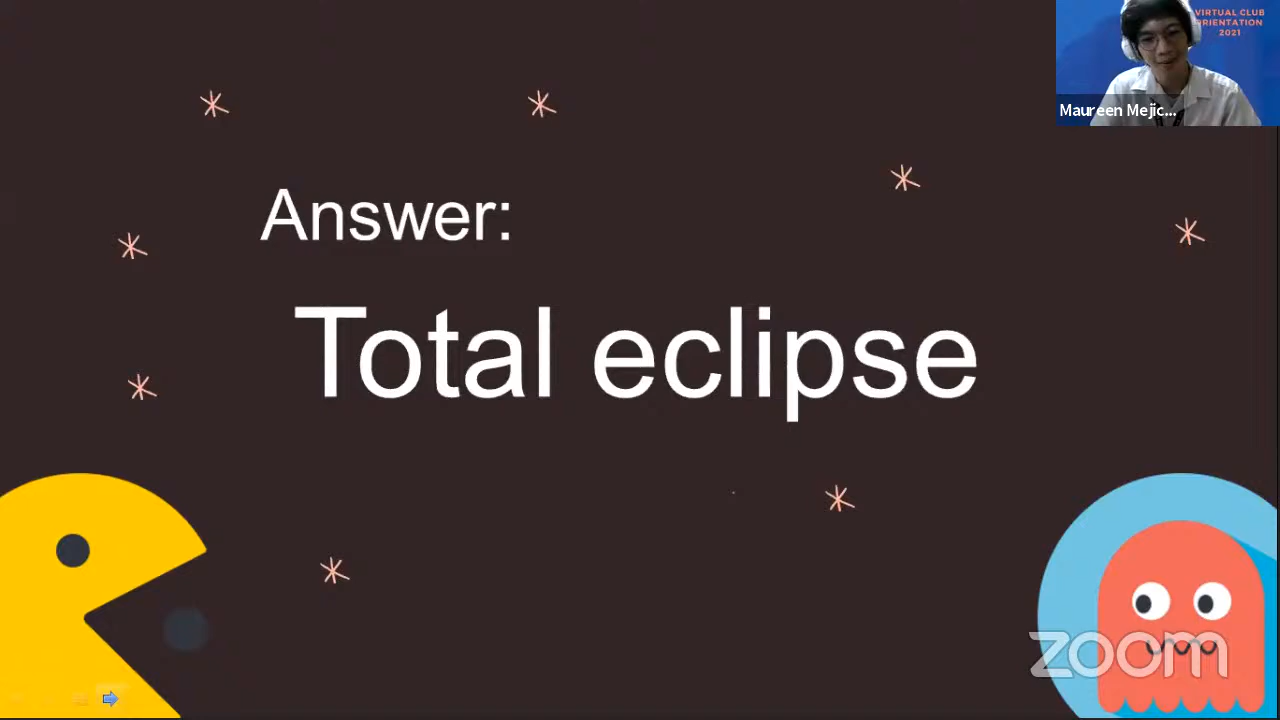 VIRTUAL CLUB
ORIENTATION
2021
Maureen Mejic...
Answer:
Total eclipse
zoom